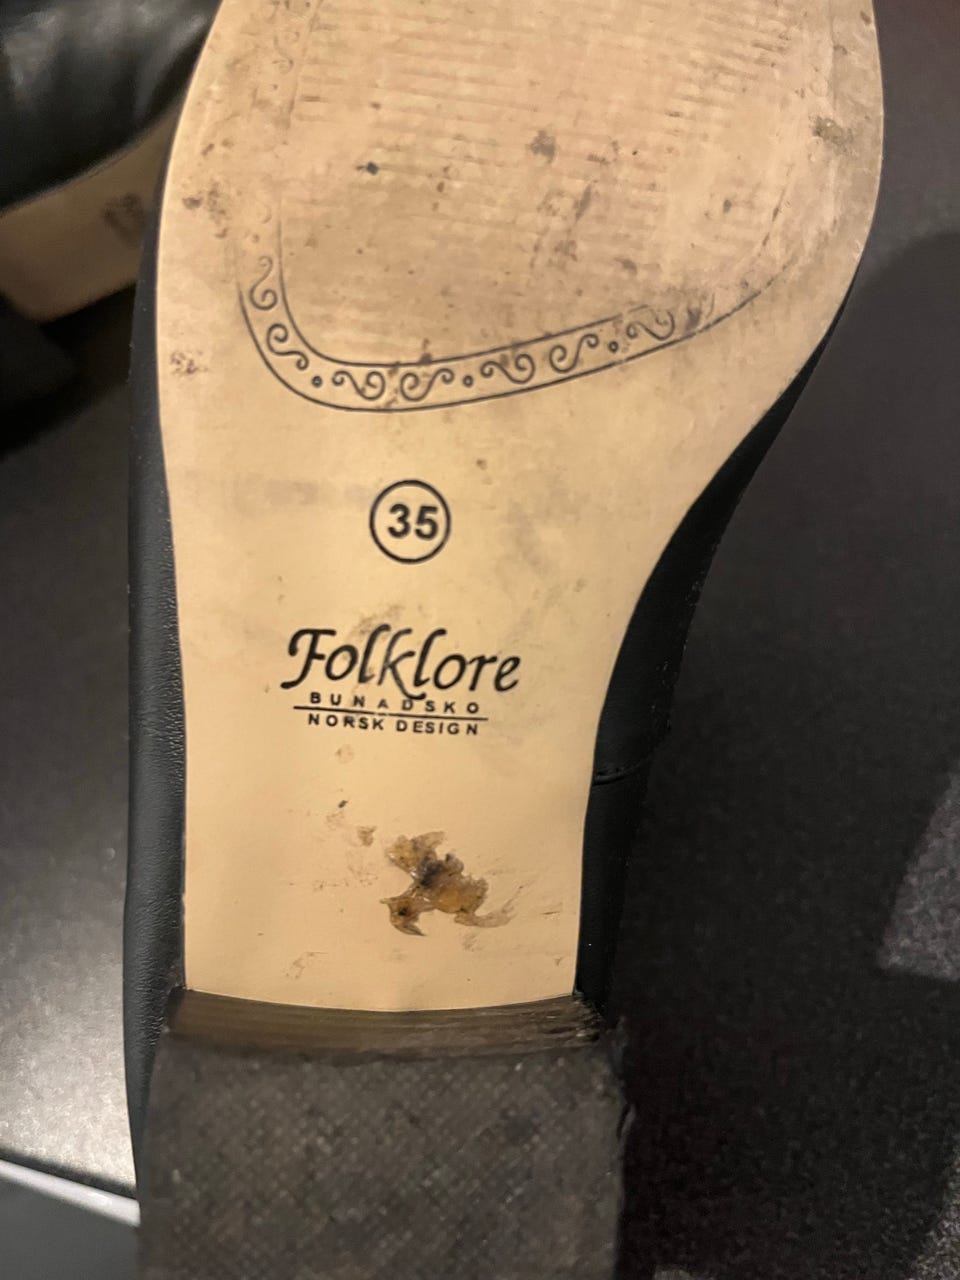 35
Folklore
BUNADSKO
NORSK DESIGN